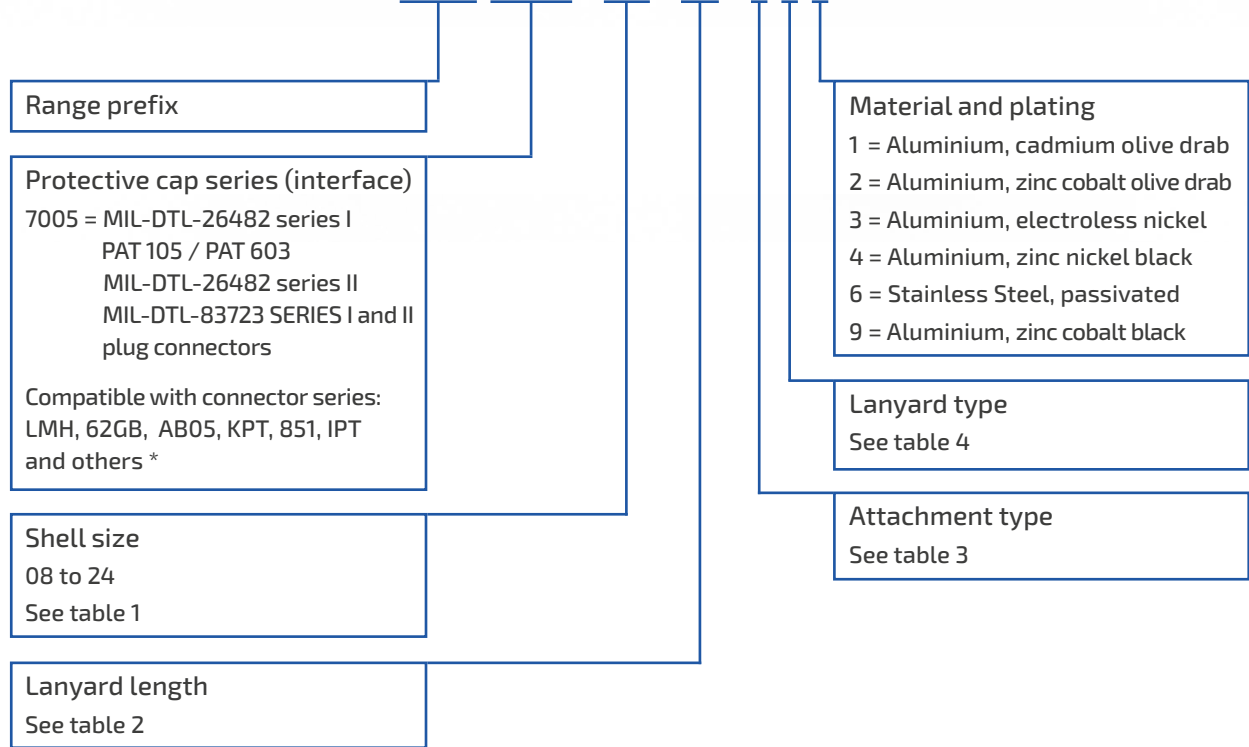 Range prefix
Protective cap series (interface)
7005 = MIL-DTL-26482 series I
PAT 105 / PAT 603
MIL-DTL-26482 series II
MIL-DTL-83723 SERIES I and II
plug connectors
Compatible with connector series:
LMH, 62GB, AB05, KPT, 851, IPT
and others *
Shell size
08 to 24
See table 1
Lanyard length
See table 2
Material and plating
1 = Aluminium, cadmium olive drab
2 = Aluminium, zinc cobalt olive drab
3 = Aluminium, electroless nickel
4 = Aluminium, zinc nickel black
6 = Stainless Steel, passivated
9 = Aluminium, zinc cobalt black
Lanyard type
See table 4
Attachment type
See table 3